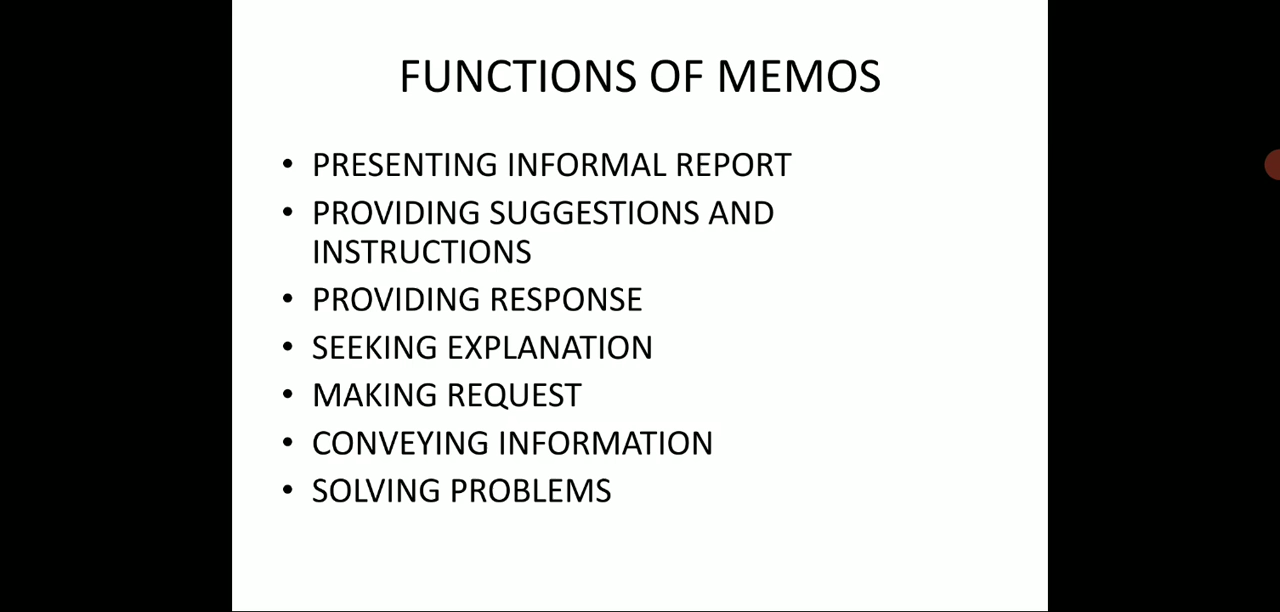 FUNCTIONS OF MEMOS
• PRESENTING INFORMAL REPORT
• PROVIDING SUGGESTIONS AND
INSTRUCTIONS
• PROVIDING RESPONSE
• SEEKING EXPLANATION
• MAKING REQUEST
• CONVEYING INFORMATION
• SOLVING PROBLEMS